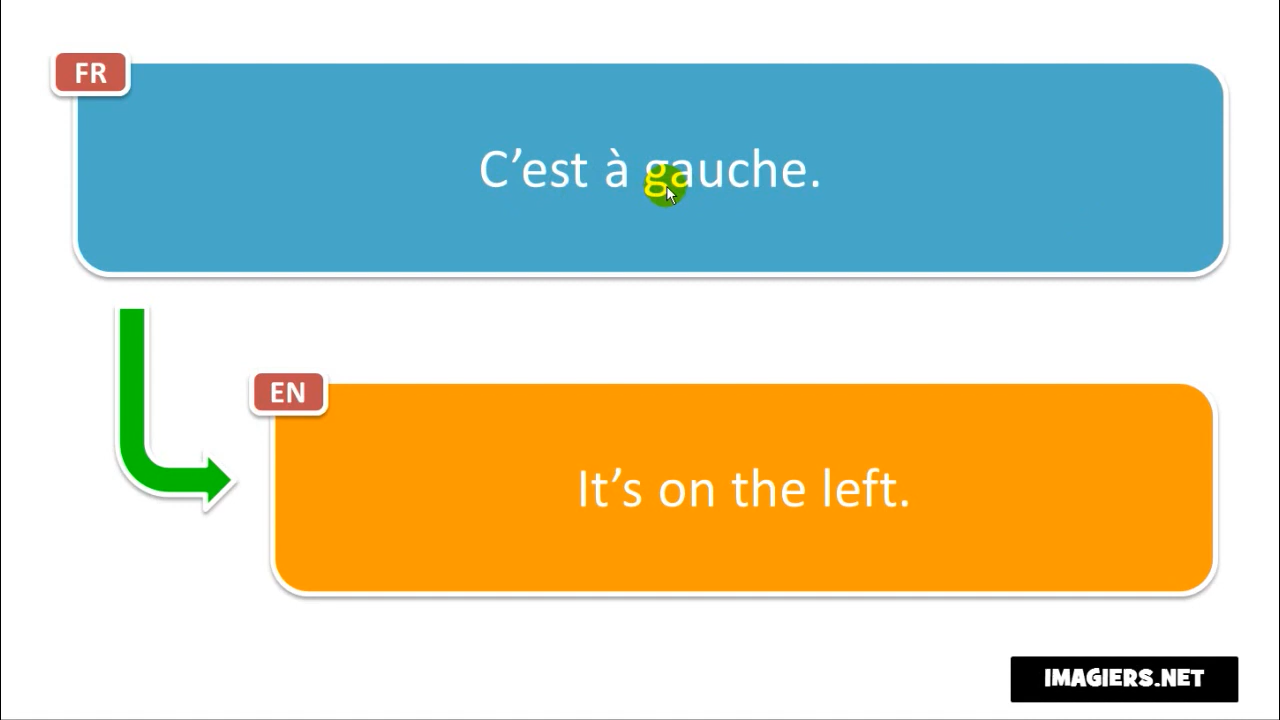 FR
C’est à gauche.
EN
It’s on the left.
IMAGIERS.NET